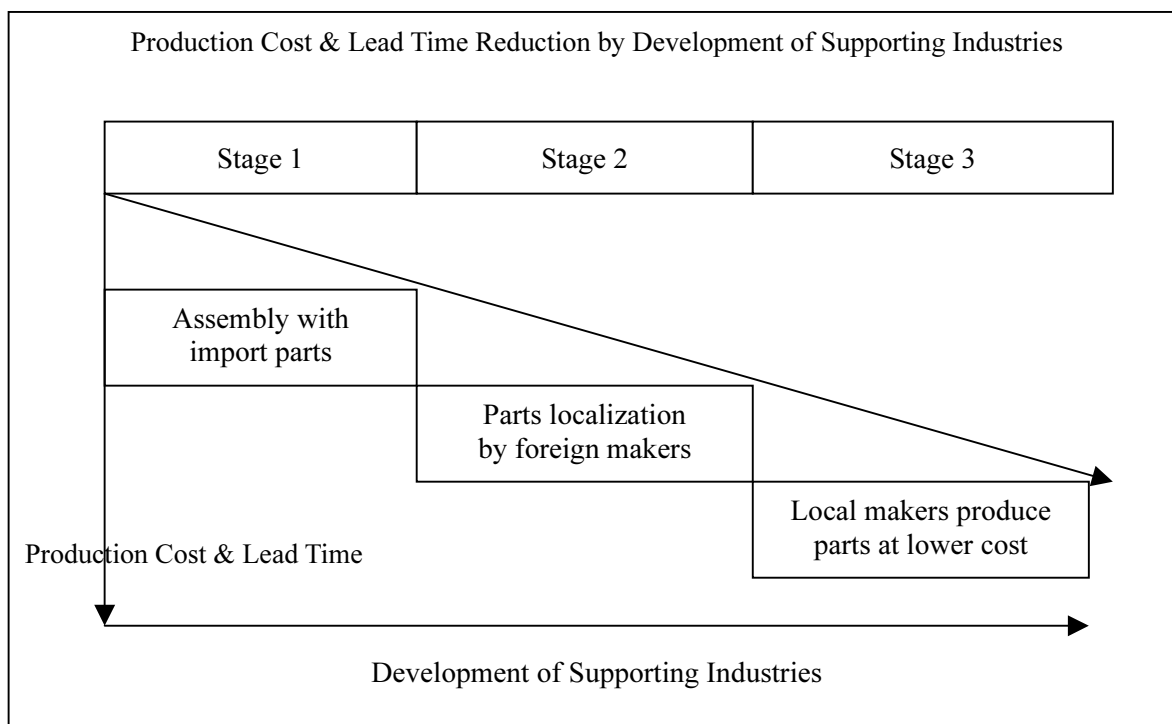 Production Cost & Lead Time Reduction by Development of Supporting Industries
Stage 1
Stage 2
Stage 3
Assembly with
import parts
Parts localization
by foreign makers
Local makers produce
parts at lower cost
Production Cost & Lead Time
Development of Supporting Industries